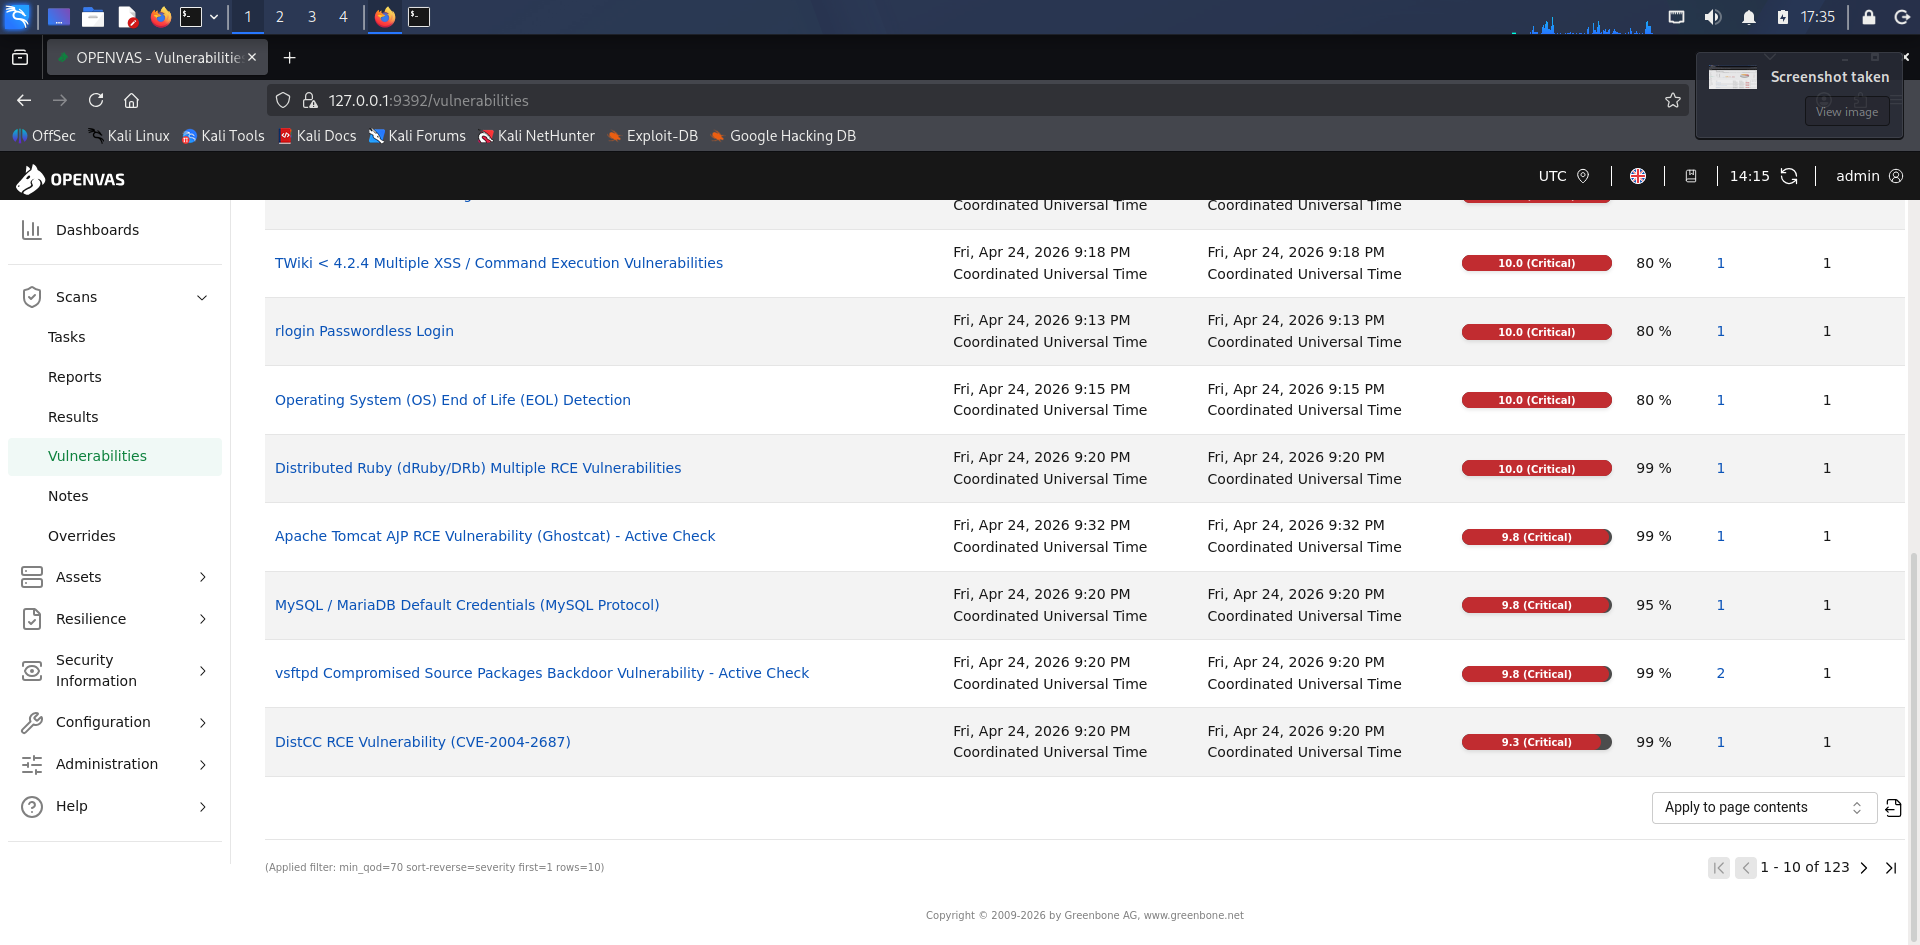 1 2 3 4 17:35
OPENVAS - Vulnerabilitie
Screenshot taken
View image
127.0.0.1:9392/vulnerabilities
OffSec Kali Linux Kali Tools Kali Docs Kali Forums Kali NetHunter Exploit-DB Google Hacking DB
OPENVAS UTC 14:15 admin
Dashboards
Scans
Tasks
Reports
Results
Vulnerabilities
Notes
Overrides
Assets
Resilience
Security
Information
Configuration
Administration
Help
Coordinated Universal Time Coordinated Universal Time
TWiki < 4.2.4 Multiple XSS / Command Execution Vulnerabilities Fri, Apr 24, 2026 9:18 PM Fri, Apr 24, 2026 9:18 PM 10.0 (Critical) 80 % 1 1
Coordinated Universal Time Coordinated Universal Time
rlogin Passwordless Login Fri, Apr 24, 2026 9:13 PM Fri, Apr 24, 2026 9:13 PM 10.0 (Critical) 80 % 1 1
Coordinated Universal Time Coordinated Universal Time
Operating System (OS) End of Life (EOL) Detection Fri, Apr 24, 2026 9:15 PM Fri, Apr 24, 2026 9:15 PM 10.0 (Critical) 80 % 1 1
Coordinated Universal Time Coordinated Universal Time
Distributed Ruby (dRuby/DRb) Multiple RCE Vulnerabilities Fri, Apr 24, 2026 9:20 PM Fri, Apr 24, 2026 9:20 PM 10.0 (Critical) 99 % 1 1
Coordinated Universal Time Coordinated Universal Time
Apache Tomcat AJP RCE Vulnerability (Ghostcat) - Active Check Fri, Apr 24, 2026 9:32 PM Fri, Apr 24, 2026 9:32 PM 9.8 (Critical) 99 % 1 1
Coordinated Universal Time Coordinated Universal Time
MySQL / MariaDB Default Credentials (MySQL Protocol) Fri, Apr 24, 2026 9:20 PM Fri, Apr 24, 2026 9:20 PM 9.8 (Critical) 95 % 1 1
Coordinated Universal Time Coordinated Universal Time
vsftpd Compromised Source Packages Backdoor Vulnerability - Active Check Fri, Apr 24, 2026 9:20 PM Fri, Apr 24, 2026 9:20 PM 9.8 (Critical) 99 % 2 1
Coordinated Universal Time Coordinated Universal Time
DistCC RCE Vulnerability (CVE-2004-2687) Fri, Apr 24, 2026 9:20 PM Fri, Apr 24, 2026 9:20 PM 9.3 (Critical) 99 % 1 1
Coordinated Universal Time Coordinated Universal Time
Apply to page contents
(Applied filter: min_qod=70 sort-reverse=severity first=1 rows=10) 1 - 10 of 123
Copyright © 2009-2026 by Greenbone AG, www.greenbone.net